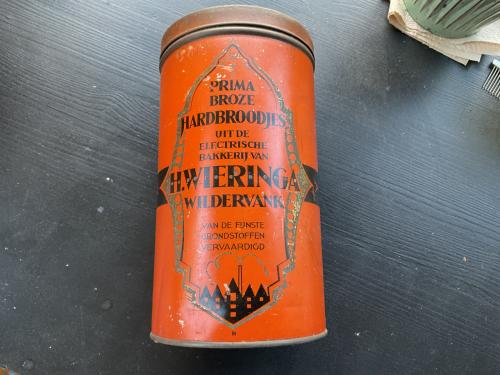 PRIMA
BROZE
HARDBROODJES
UIT DE
ELECTRISCHE
BAKKERIJ VAN
H. WIERINGA
WILDERVANK
VAN DE FIJNSTE
GRONDSTOFFEN
VERVAARDIGD